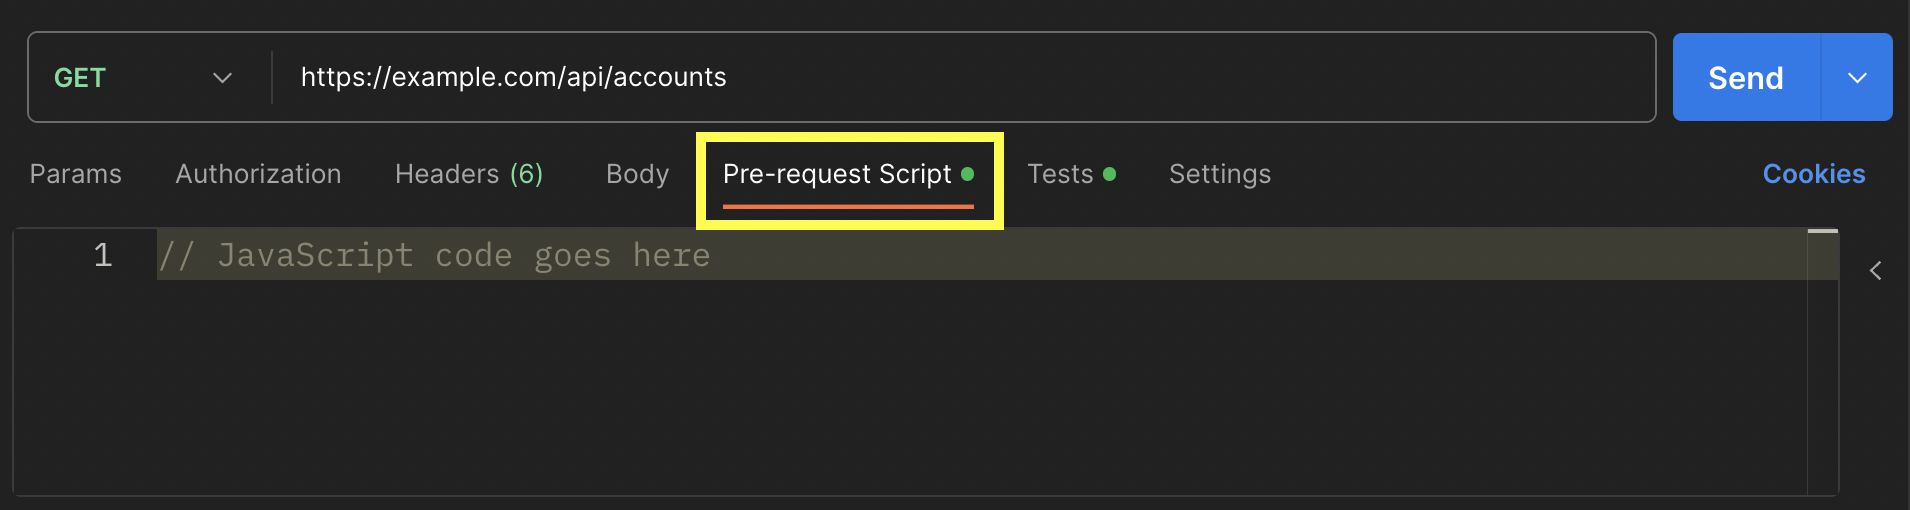 GET https://example.com/api/accounts Send
Params Authorization Headers (6) Body Pre-request Script Tests Settings Cookies
1 // JavaScript code goes here